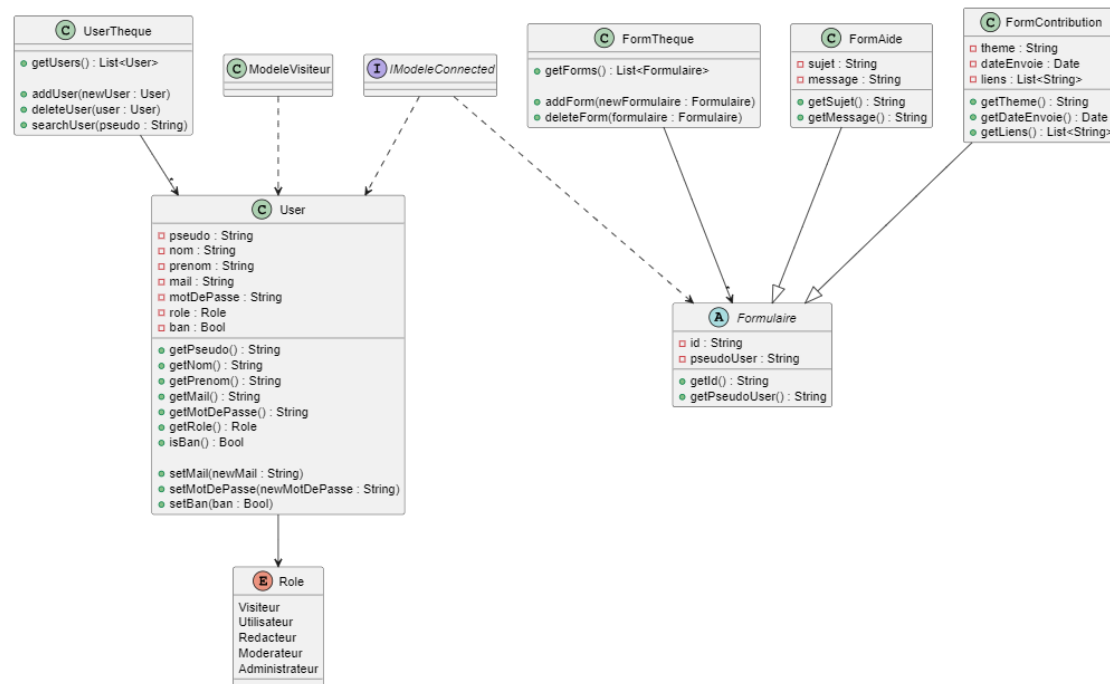 C UserTheque
getUsers() : List<User>
addUser(newUser : User)
deleteUser(user : User)
searchUser(pseudo : String)
C ModeleVisiteur
I IModeleConnected
C FormTheque
getForms() : List<Formulaire>
addForm(newFormulaire : Formulaire)
deleteForm(formulaire : Formulaire)
C FormAide
sujet : String
message : String
getSujet() : String
getMessage() : String
C FormContribution
theme : String
dateEnvoie : Date
liens : List<String>
getTheme() : String
getDateEnvoie() : Date
getLiens() : List<String>
*
*
C User
pseudo : String
nom : String
prenom : String
mail : String
motDePasse : String
role : Role
ban : Bool
getPseudo() : String
getNom() : String
getPrenom() : String
getMail() : String
getMotDePasse() : String
getRole() : Role
isBan() : Bool
setMail(newMail : String)
setMotDePasse(newMotDePasse : String)
setBan(ban : Bool)
A Formulaire
id : String
pseudoUser : String
getId() : String
getPseudoUser() : String
E Role
Visiteur
Utilisateur
Redacteur
Moderateur
Administrateur